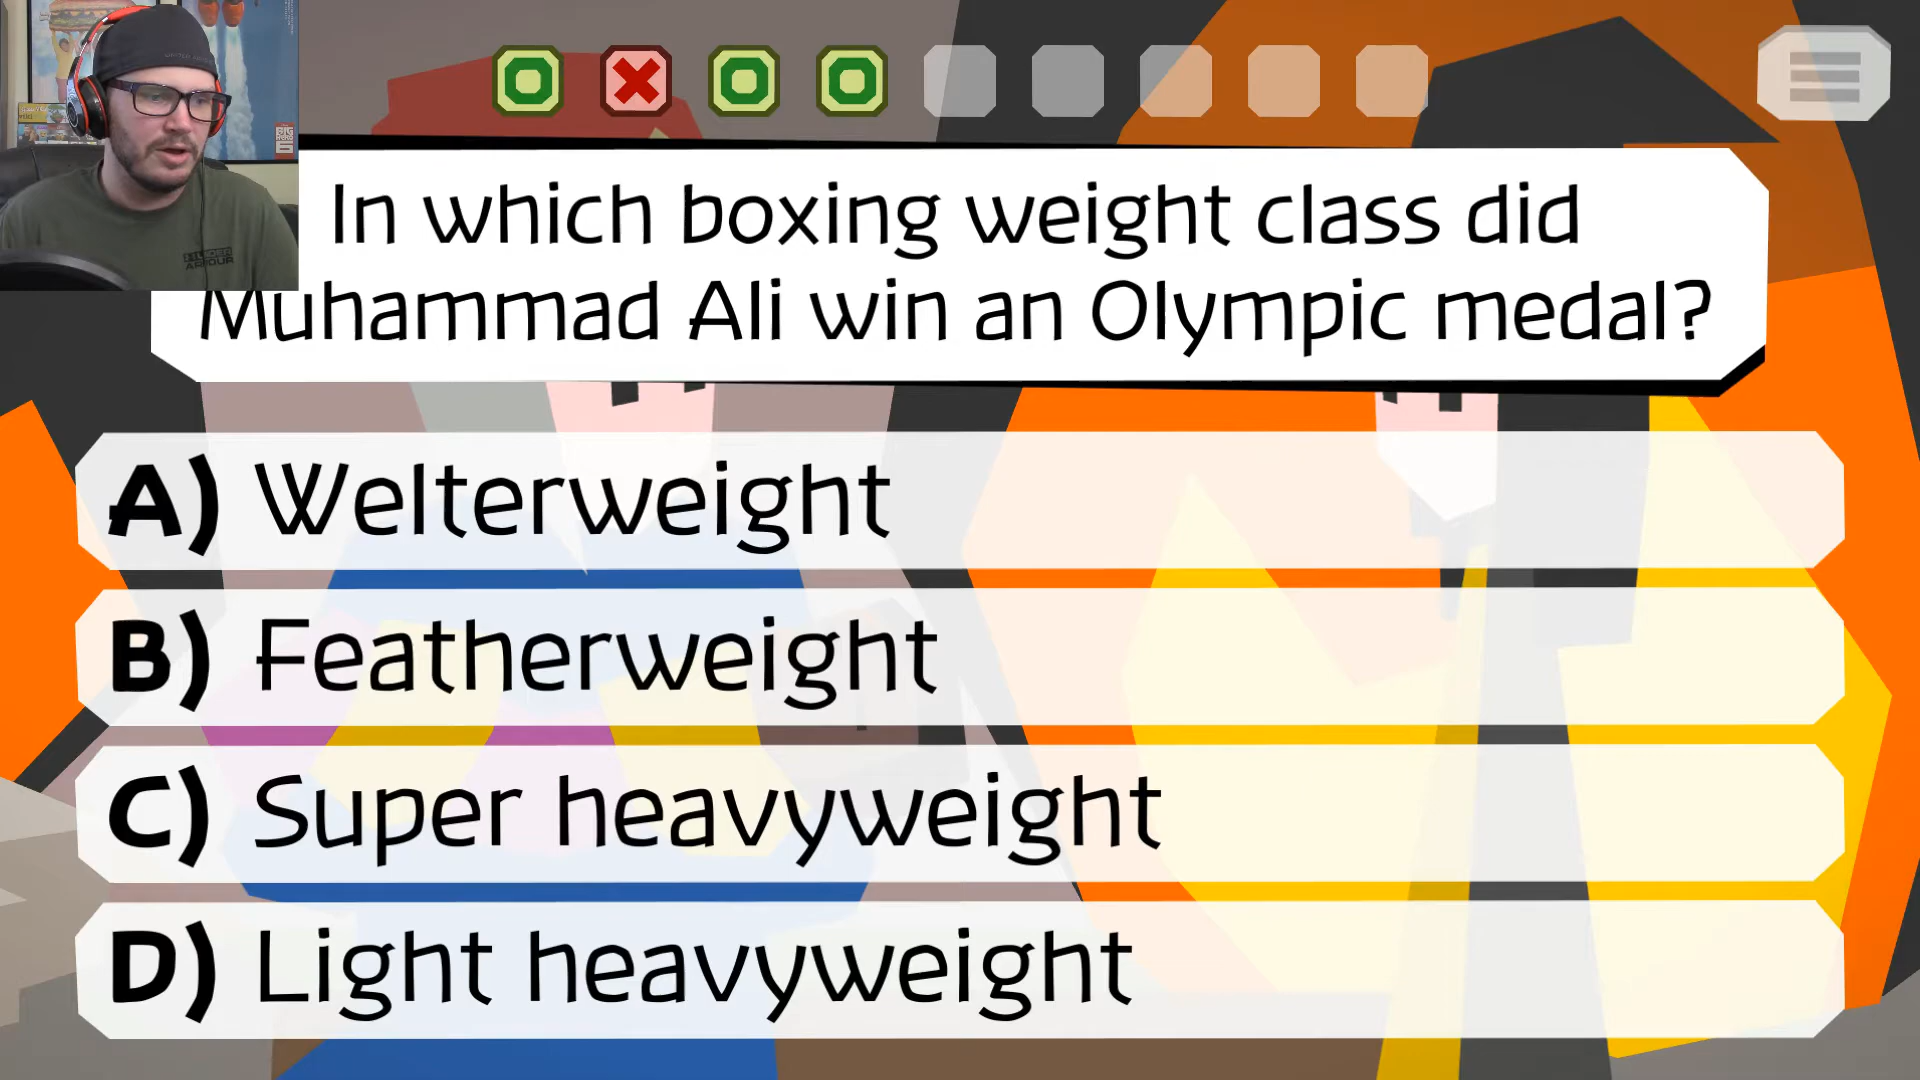 In which boxing weight class did
Muhammad Ali win an Olympic medal?
A) Welterweight
B) Featherweight
C) Super heavyweight
D) Light heavyweight